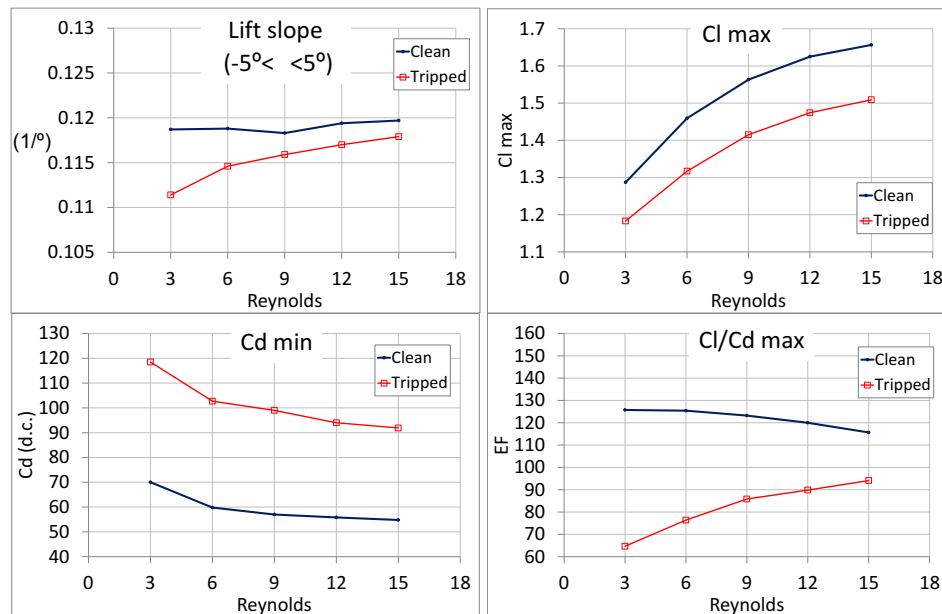 Lift slope
(-5º< <5º)
0.13
0.125
0.12
0.115
0.11
0.105
(1/º)
Clean
Tripped
0 3 6 9 12 15 18
Reynolds
Cl max
1.7
1.6
1.5
1.4
1.3
1.2
1.1
Cl max
Clean
Tripped
0 3 6 9 12 15 18
Reynolds
Cd min
130
120
110
100
90
80
70
60
50
40
Cd (d.c.)
Clean
Tripped
0 3 6 9 12 15 18
Reynolds
Cl/Cd max
160
150
140
130
120
110
100
90
80
70
60
EF
Clean
Tripped
0 3 6 9 12 15 18
Reynolds